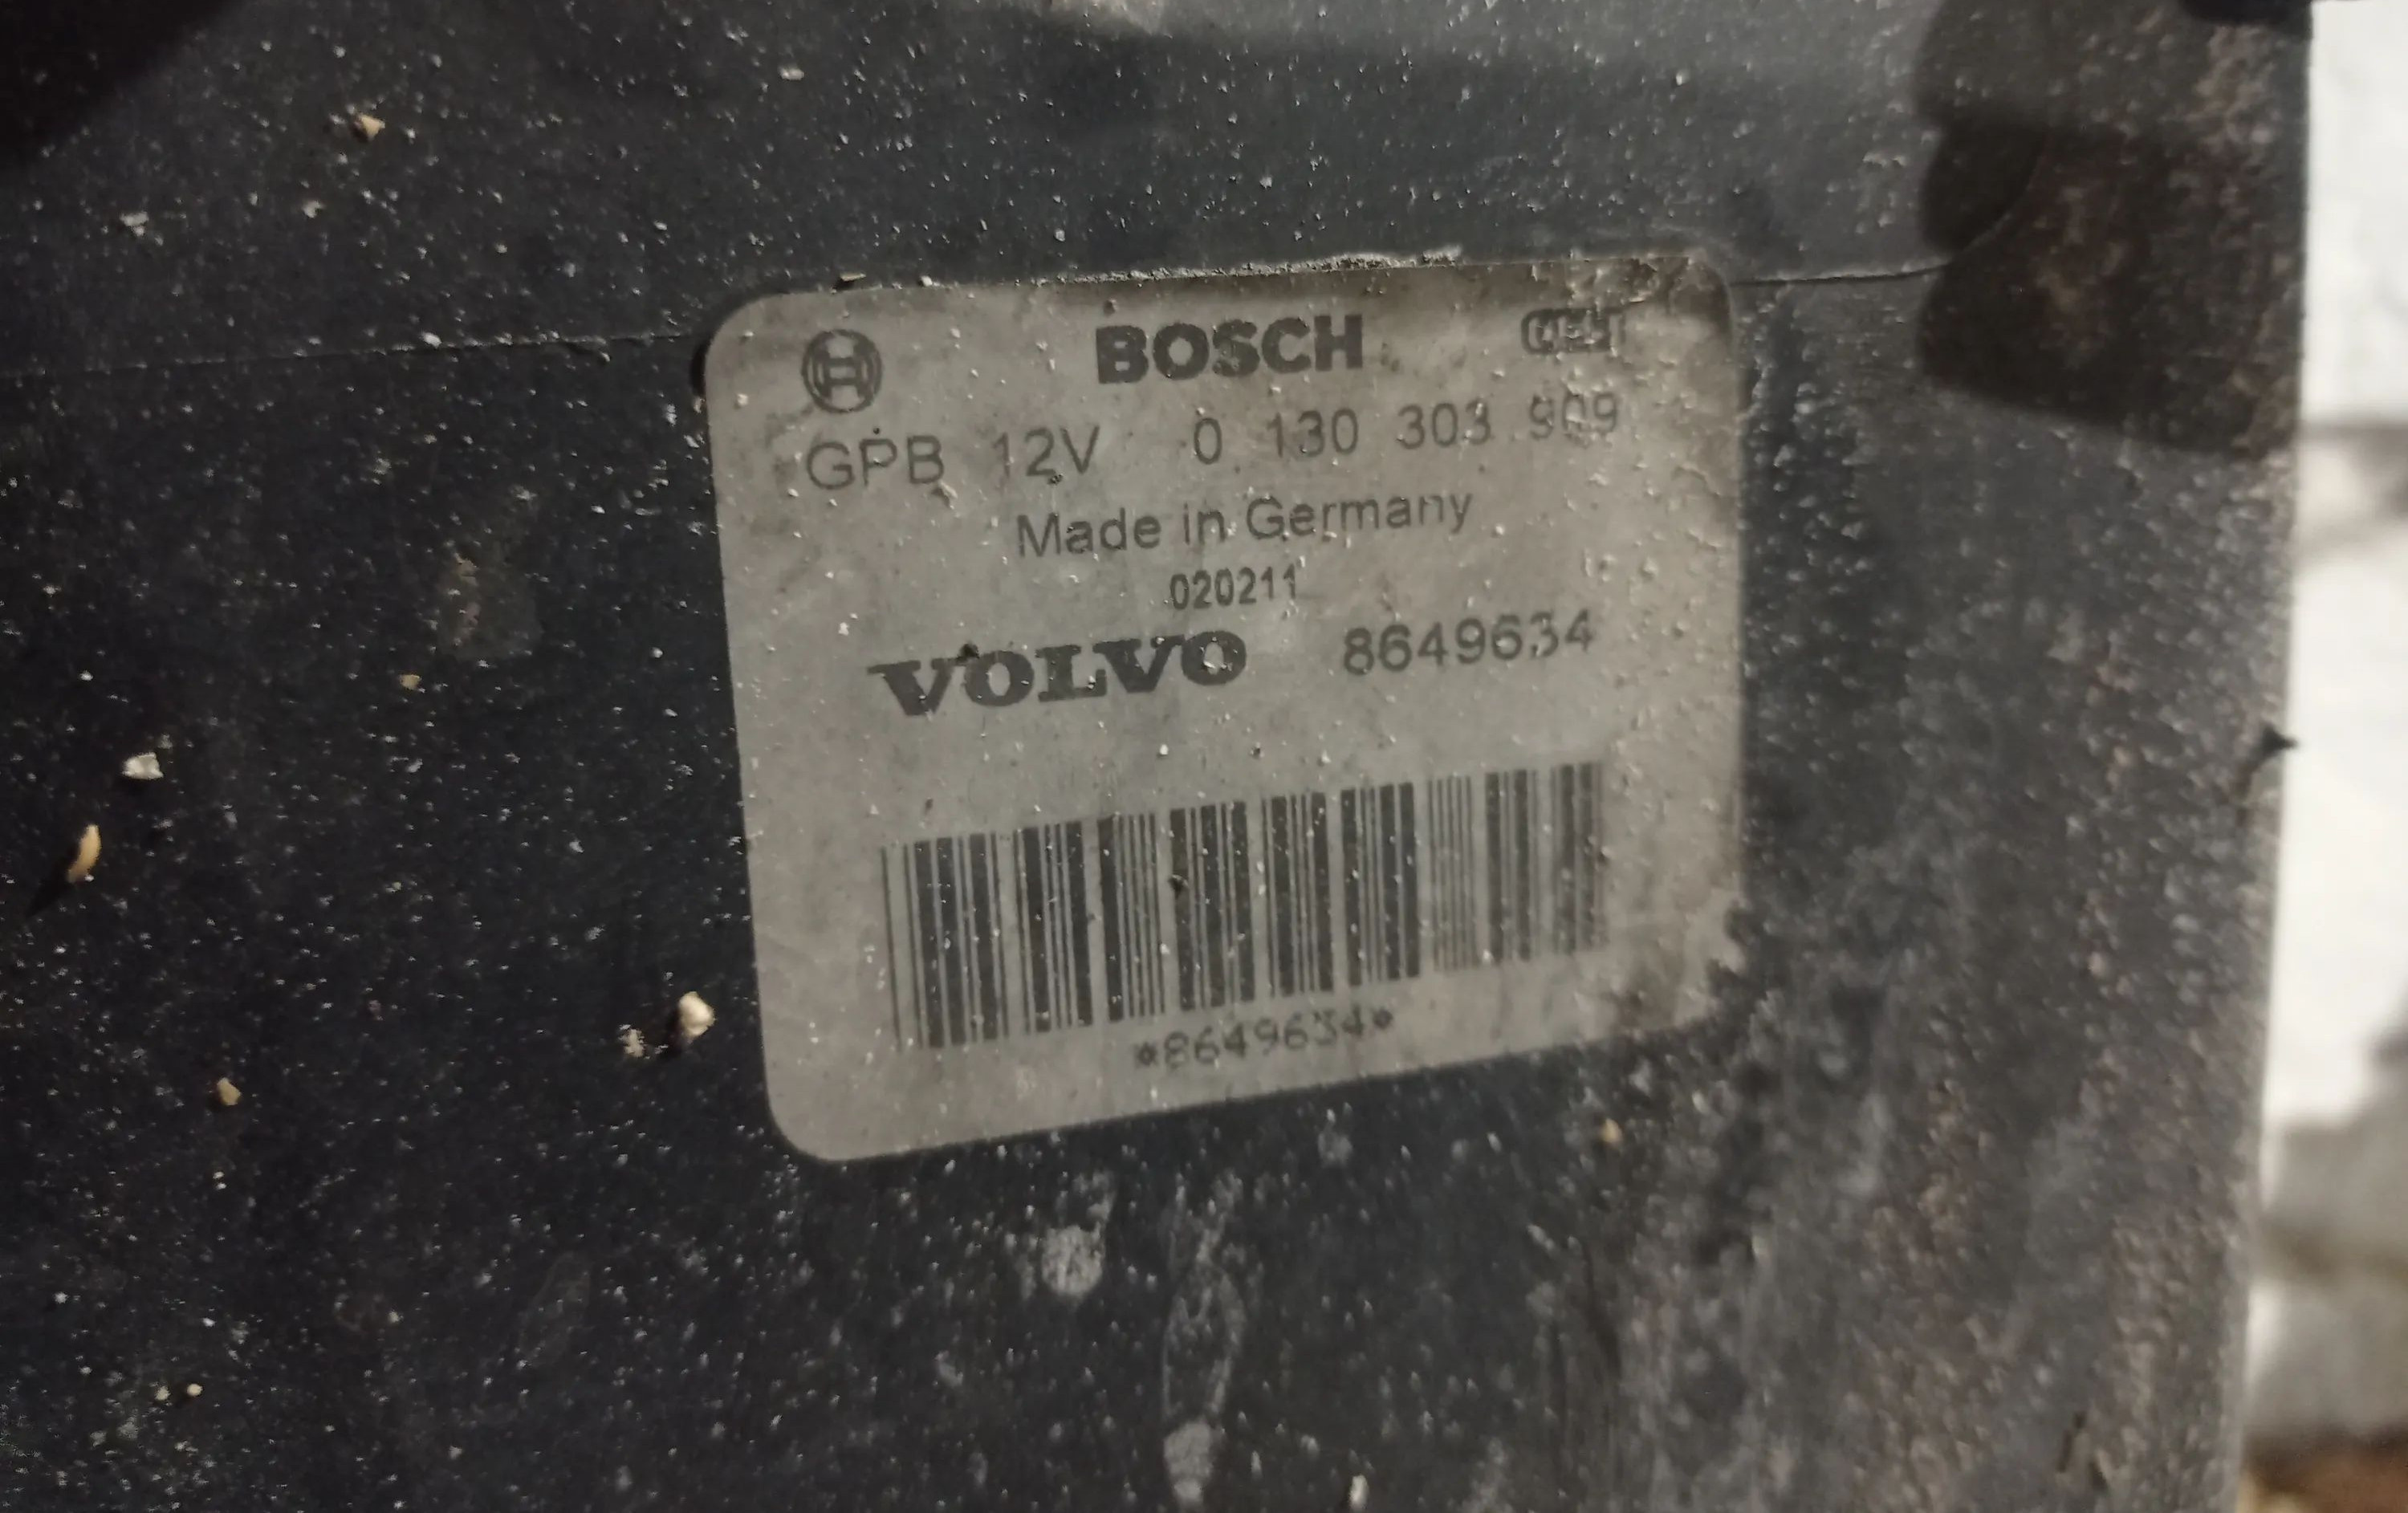 BOSCH
GPB 12V 0 130 303 909
Made in Germany
020211
VOLVO 8649634
*8649634*